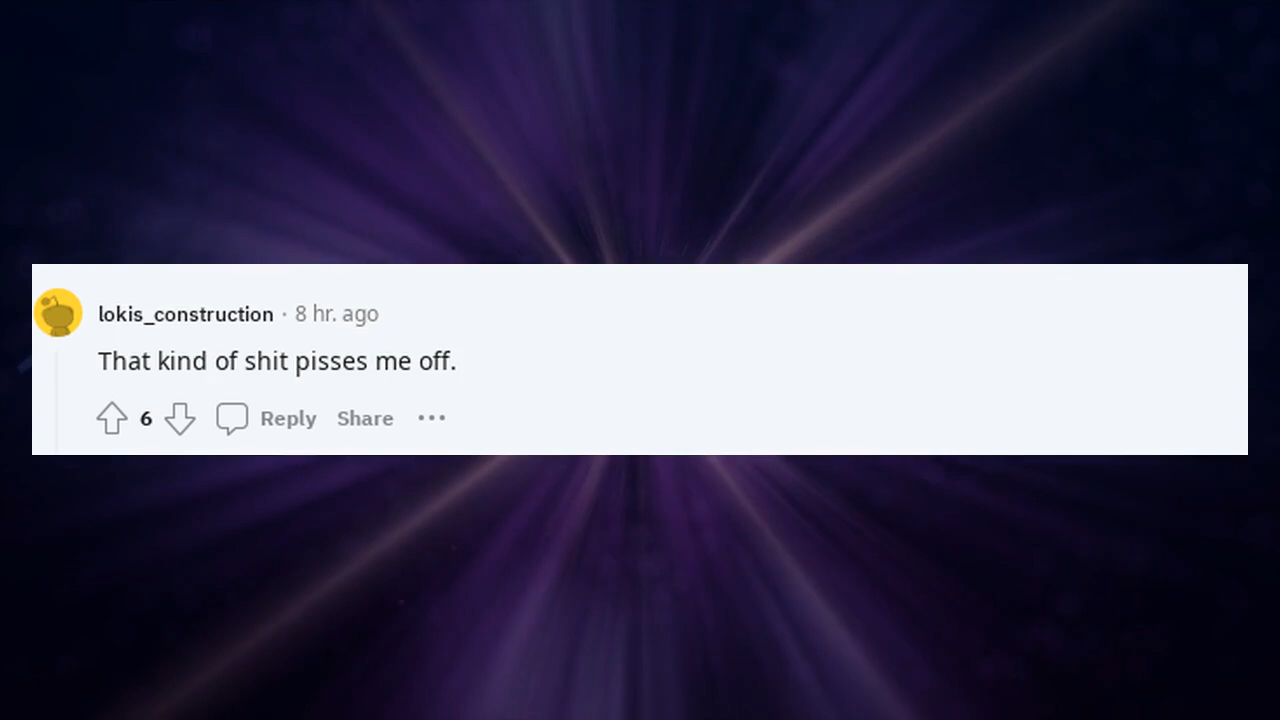 lokis_construction · 8 hr. ago
That kind of shit pisses me off.
6 Reply Share ···